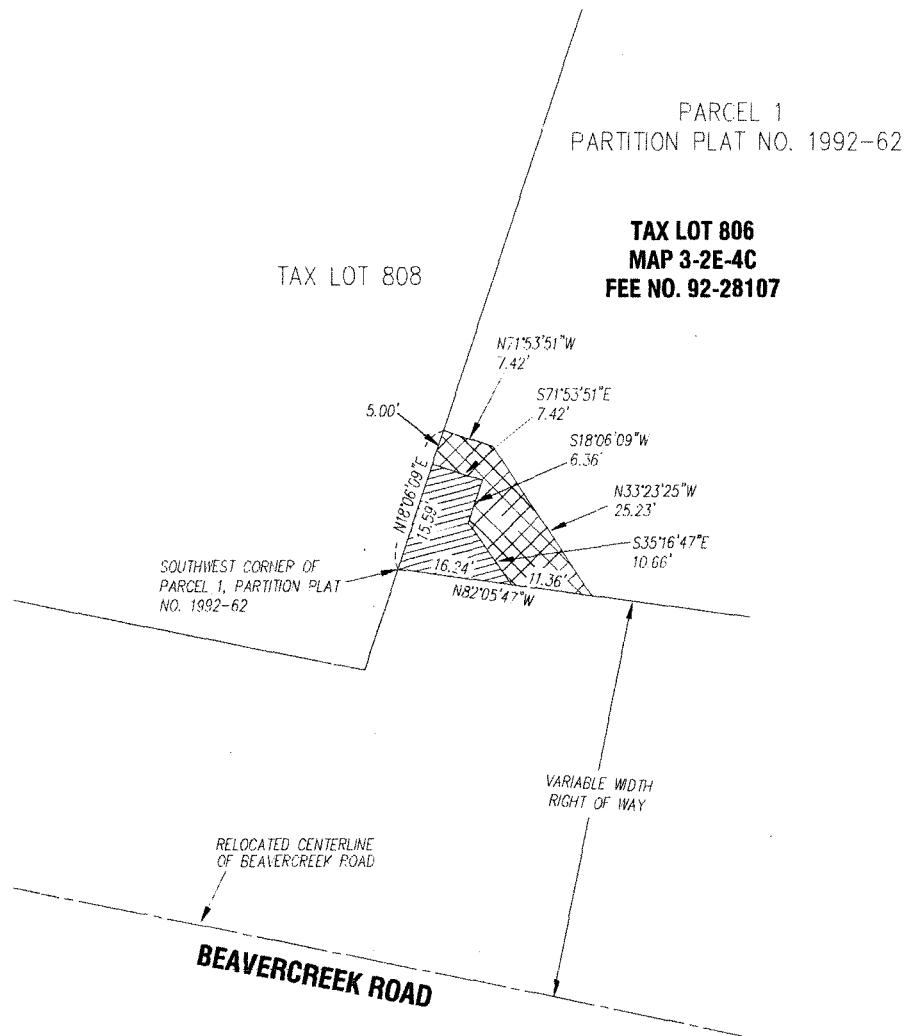 PARCEL 1
PARTITION PLAT NO. 1992-62
TAX LOT 806
MAP 3-2E-4C
FEE NO. 92-28107
TAX LOT 808
N71°53'51"W
7.42'
S71°53'51"E
7.42'
5.00'
S18°06'09"W
6.36'
N33°23'25"W
25.23'
N18°06'09"E
15.59'
S35°16'47"E
10.66'
16.24'
11.36'
N82°05'47"W
SOUTHWEST CORNER OF
PARCEL 1, PARTITION PLAT
NO. 1992-62
VARIABLE WIDTH
RIGHT OF WAY
RELOCATED CENTERLINE
OF BEAVERCREEK ROAD
BEAVERCREEK ROAD